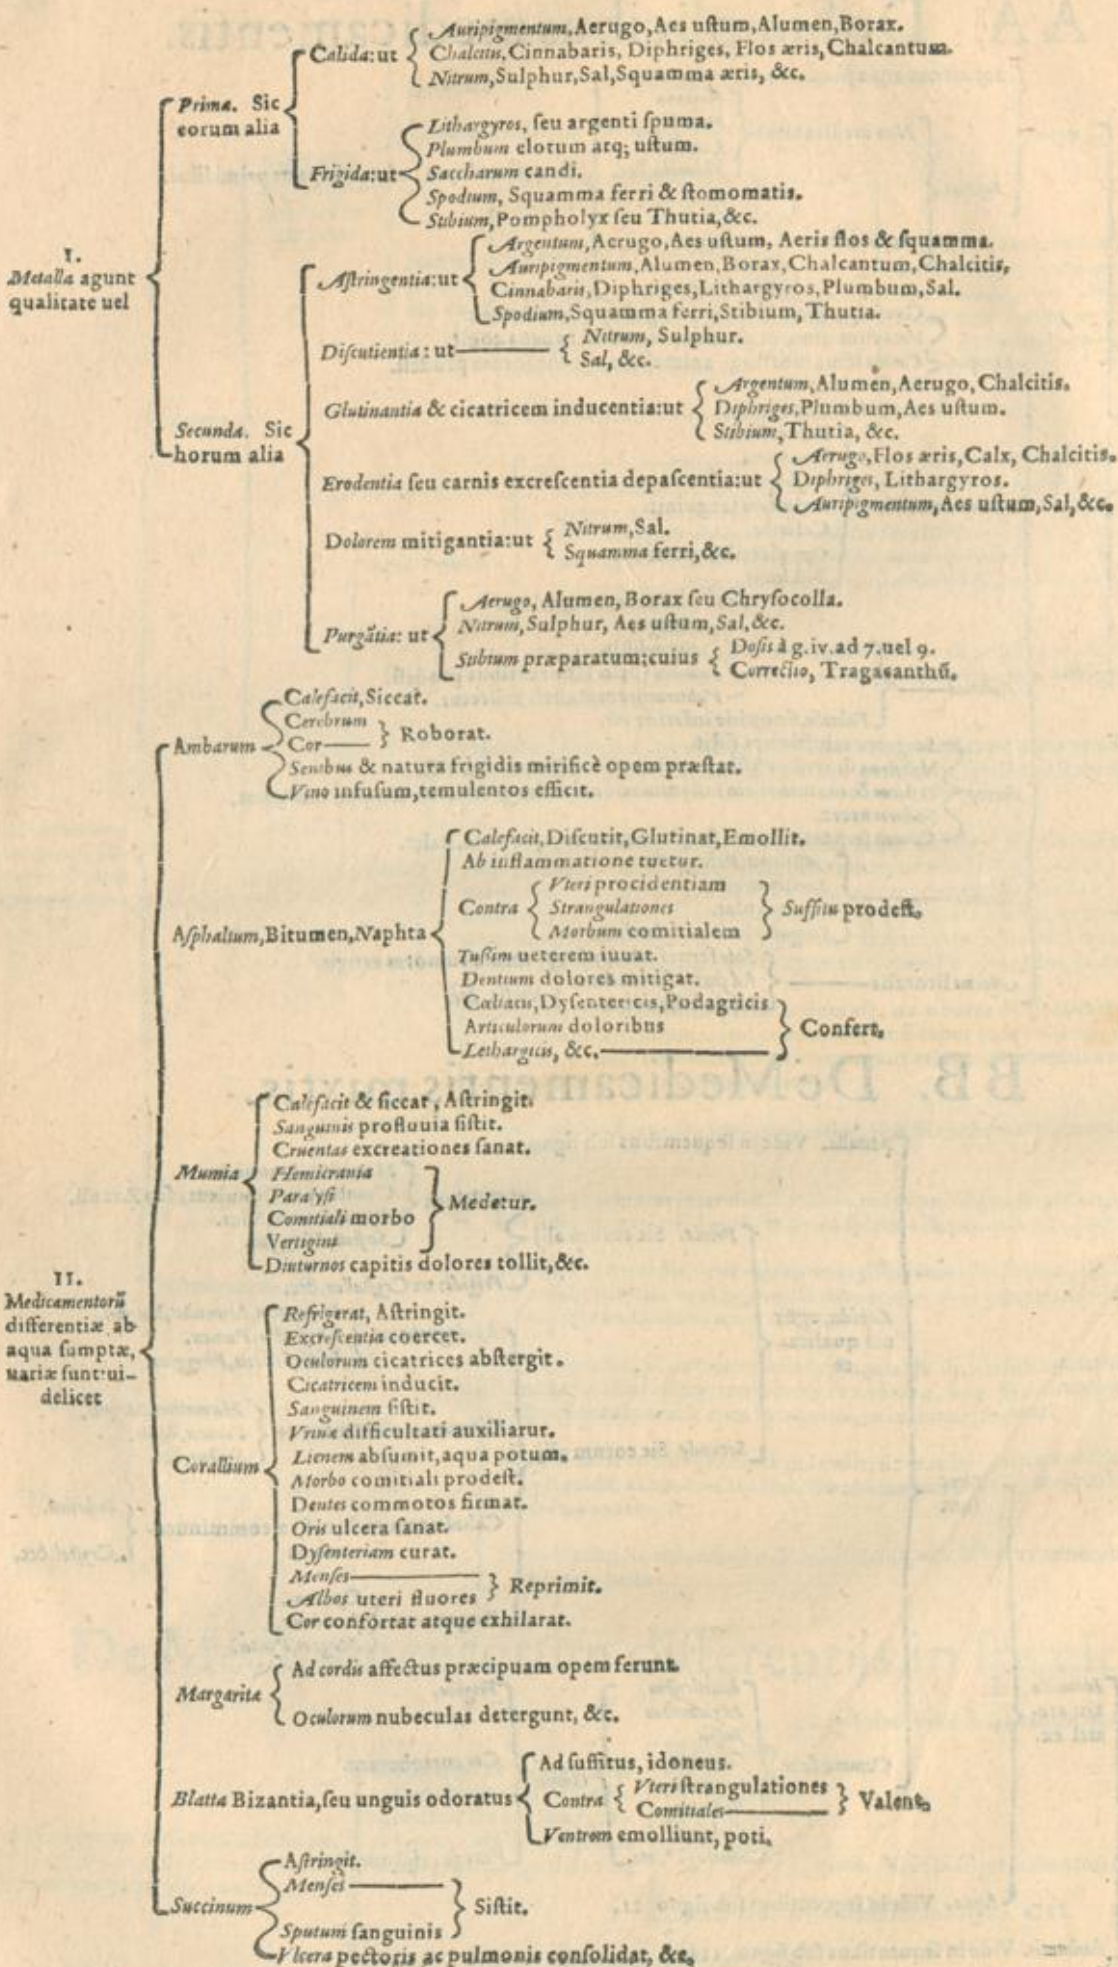 Calida: ut
Auripigmentum, Aerugo, Aes ustum, Alumen, Borax.
Chalcitis, Cinnabaris, Diphriges, Flos æris, Chalcantum.
Nitrum, Sulphur, Sal, Squamma æris, &c.
Primæ. Sic
eorum alia
Frigida: ut
Lithargyros, seu argenti spuma.
Plumbum elotum atq; ustum.
Saccharum candi.
Spodium, Squamma ferri & stomomatis.
Stibium, Pompholyx seu Thutia, &c.
I.
Metalla agunt
qualitate uel
Astringentia: ut
Argentum, Aerugo, Aes ustum, Aeris flos & squamma.
Auripigmentum, Alumen, Borax, Chalcantum, Chalcitis,
Cinnabaris, Diphriges, Lithargyros, Plumbum, Sal.
Spodium, Squamma ferri, Stibium, Thutia.
Discutientia: ut
Nitrum, Sulphur.
Sal, &c.
Secunda. Sic
horum alia
Glutinantia & cicatricem inducentia: ut
Argentum, Alumen, Aerugo, Chalcitis.
Diphriges, Plumbum, Aes ustum.
Stibium, Thutia, &c.
Erodentia seu carnis excrescentia depascentia: ut
Aerugo, Flos æris, Calx, Chalcitis.
Diphriges, Lithargyros.
Auripigmentum, Aes ustum, Sal, &c.
Dolorem mitigantia: ut
Nitrum, Sal.
Squamma ferri, &c.
Purgãtia: ut
Aerugo, Alumen, Borax seu Chrysocolla.
Nitrum, Sulphur, Aes ustum, Sal, &c.
Stibium præparatum: cuius
Dosis à g. iv. ad 7. uel 9.
Correctio, Tragacanthũ.
II.
Medicamentorũ
differentiæ ab
aqua sumptæ,
uariæ sunt: ui-
delicet
Ambarum
Calefacit, Siccat.
Cerebrum
Cor
Roborat.
Senibus & natura frigidis mirificè opem præstat.
Vino infusum, temulentos efficit.
Asphaltum, Bitumen, Naphta
Calefacit, Discutit, Glutinat, Emollit.
Ab inflammatione tuetur.
Contra
Vteri procidentiam
Strangulationes
Morbum comitialem
Suffitu prodest.
Tussim ueterem iuuat.
Dentium dolores mitigat.
Cœliacis, Dysentericis, Podagricis
Articulorum doloribus
Lethargicis, &c.
Confert.
Mumia
Calefacit & siccat, Astringit.
Sanguinis profluuia sistit.
Cruentas excreationes sanat.
Hemicrania
Paralysi
Comitiali morbo
Vertigini
Medetur.
Diuturnos capitis dolores tollit, &c.
Corallium
Refrigerat, Astringit.
Excrescentia coercet.
Oculorum cicatrices abstergit.
Cicatricem inducit.
Sanguinem sistit.
Vrinæ difficultati auxiliatur.
Lienem absumit, aqua potum.
Morbo comitiali prodest.
Dentes commotos firmat.
Oris ulcera sanat.
Dysenteriam curat.
Menses
Albos uteri fluores
Reprimit.
Cor confortat atque exhilarat.
Margaritæ
Ad cordis affectus præcipuam opem ferunt.
Oculorum nubeculas detergunt, &c.
Blatta Bizantia, seu unguis odoratus
Ad suffitus, idoneus.
Contra
Vteri strangulationes
Comitiales
Valent.
Ventrem emolliunt, poti.
Succinum
Astringit.
Menses
Sputum sanguinis
Sistit.
Vlcera pectoris ac pulmonis consolidat, &c.